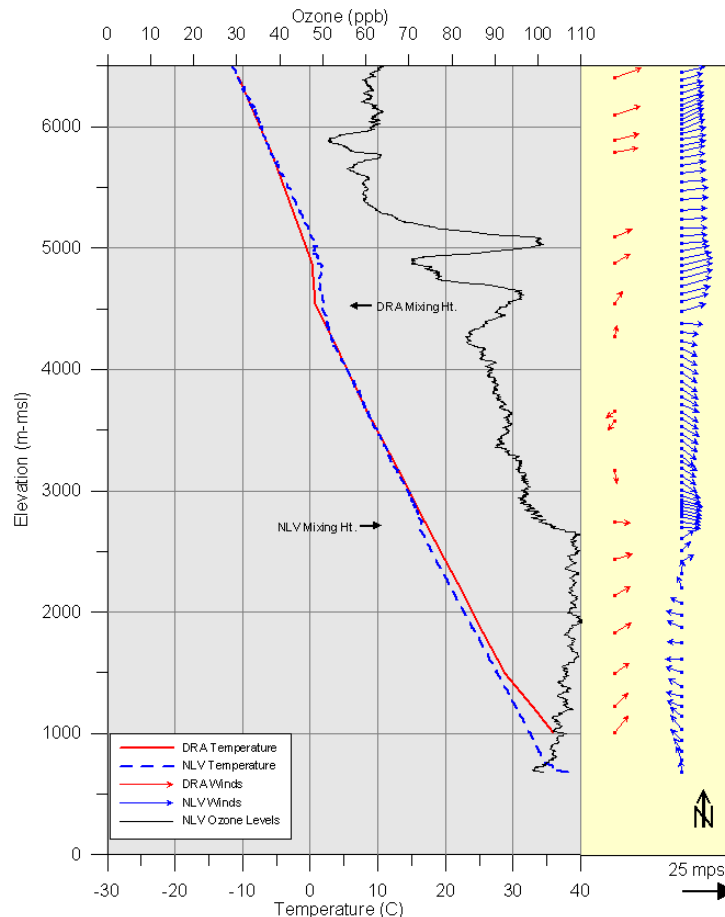 Ozone (ppb)
0 10 20 30 40 50 60 70 80 90 100 110
6000
5000
DRA Mixing Ht.
4000
Elevation (m-msl)
3000
NLV Mixing Ht.
2000
1000
DRA Temperature
NLV Temperature
DRA Winds
NLV Winds
NLV Ozone Levels
N
0
-30 -20 -10 0 10 20 30 40
25 mps
Temperature (C)